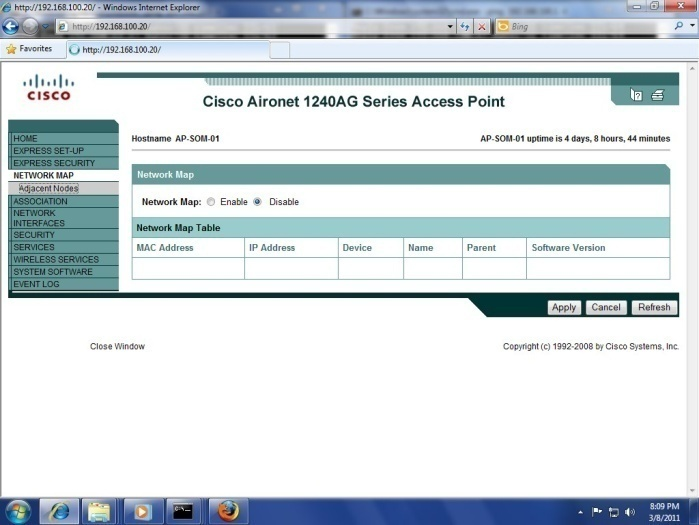 http://192.168.100.20/ - Windows Internet Explorer
http://192.168.100.20/
Bing
Favorites
http://192.168.100.20/
CISCO
Cisco Aironet 1240AG Series Access Point
HOME
EXPRESS SET-UP
EXPRESS SECURITY
NETWORK MAP
Adjacent Nodes
ASSOCIATION
NETWORK
INTERFACES
SECURITY
SERVICES
WIRELESS SERVICES
SYSTEM SOFTWARE
EVENT LOG
Hostname AP-SOM-01
AP-SOM-01 uptime is 4 days, 8 hours, 44 minutes
Network Map
Network Map: Enable Disable
Network Map Table
MAC Address IP Address Device Name Parent Software Version
Apply Cancel Refresh
Close Window
Copyright (c) 1992-2008 by Cisco Systems, Inc.
8:09 PM
3/8/2011